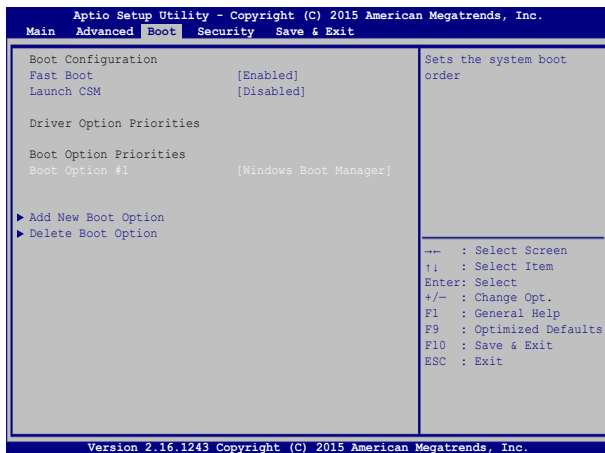 Aptio Setup Utility - Copyright (C) 2015 American Megatrends, Inc.
Main Advanced Boot Security Save & Exit
Boot Configuration
Fast Boot [Enabled]
Launch CSM [Disabled]
Driver Option Priorities
Boot Option Priorities
Boot Option #1 [Windows Boot Manager]
Add New Boot Option
Delete Boot Option
Sets the system boot
order
→← : Select Screen
↑↓ : Select Item
Enter: Select
+/— : Change Opt.
F1 : General Help
F9 : Optimized Defaults
F10 : Save & Exit
ESC : Exit
Version 2.16.1243 Copyright (C) 2015 American Megatrends, Inc.